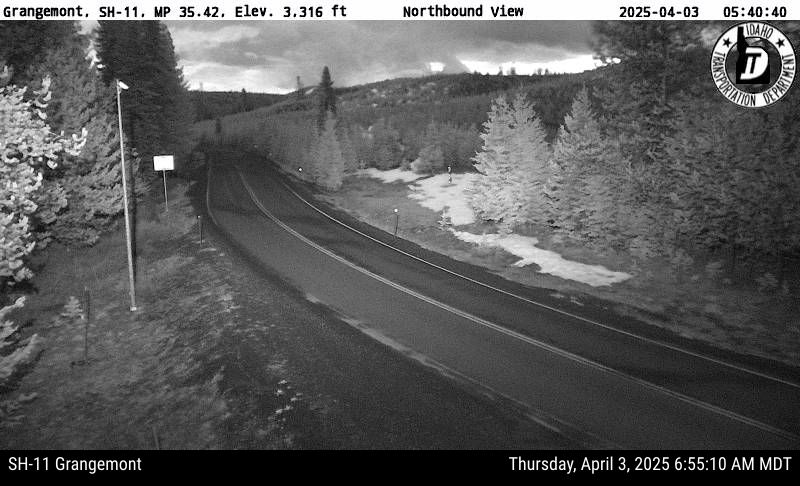 Grangemont, SH-11, MP 35.42, Elev. 3,316 ft Northbound View 2025-04-03 05:40:40
IDAHO
TRANSPORTATION DEPARTMENT
SH-11 Grangemont Thursday, April 3, 2025 6:55:10 AM MDT